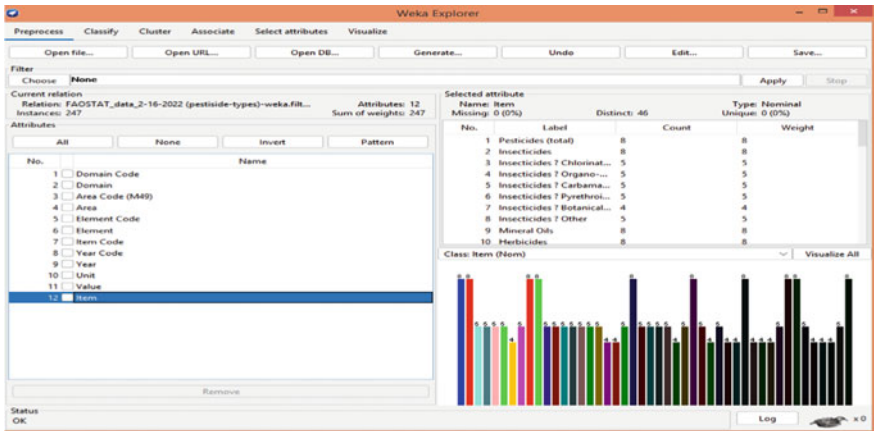 Weka Explorer
Preprocess Classify Cluster Associate Select attributes Visualize
Open file... Open URL... Open DB... Generate... Undo Edit... Save...
Filter
Choose None Apply Stop
Current relation
Relation: FAOSTAT_data_2-16-2022 (pestiside-types)-weka.filt... Attributes: 12
Instances: 247 Sum of weights: 247
Attributes
All None Invert Pattern
No. Name
1 Domain Code
2 Domain
3 Area Code (M49)
4 Area
5 Element Code
6 Element
7 Item Code
8 Year Code
9 Year
10 Unit
11 Value
12 Item
Remove
Selected attribute
Name: Item Type: Nominal
Missing: 0 (0%) Distinct: 46 Unique: 0 (0%)
No. Label Count Weight
1 Pesticides (total) 8 8
2 Insecticides 8 8
3 Insecticides ? Chlorinat... 5 5
4 Insecticides ? Organo-... 5 5
5 Insecticides ? Carbama... 5 5
6 Insecticides ? Pyrethroi... 5 5
7 Insecticides ? Botanical... 4 4
8 Insecticides ? Other 5 5
9 Mineral Oils 8 8
10 Herbicides 8 8
Class: Item (Nom) Visualize All
Status
OK Log x 0